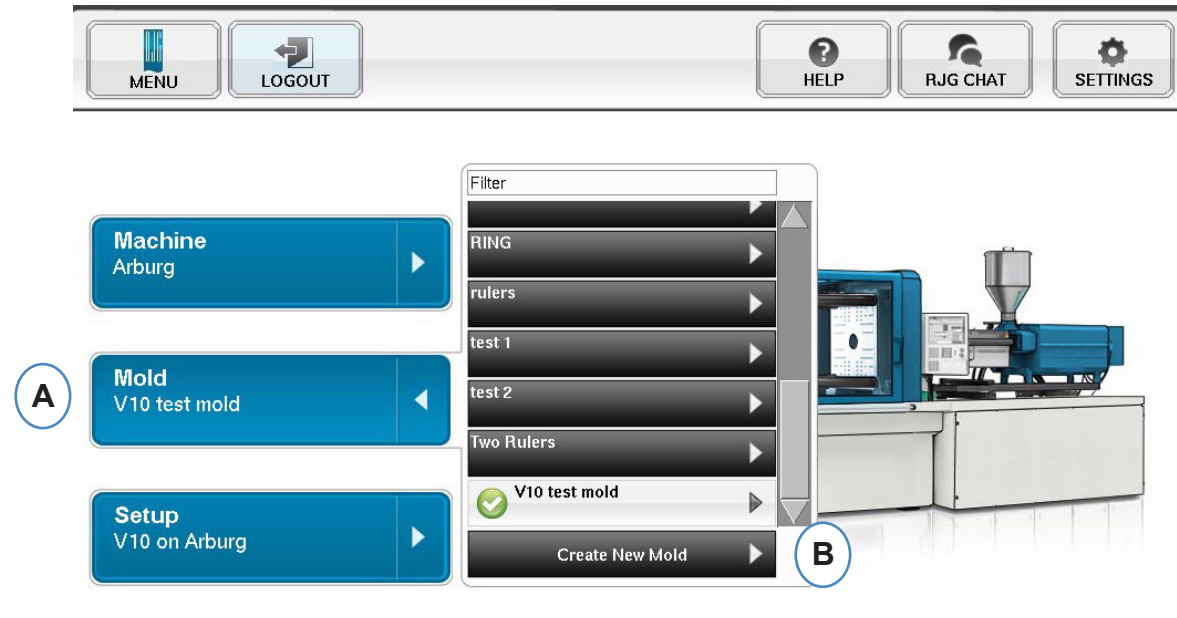 MENU
LOGOUT
HELP
RJG CHAT
SETTINGS
Filter
Machine
Arburg
RING
rulers
test 1
A
Mold
V10 test mold
test 2
Two Rulers
V10 test mold
Setup
V10 on Arburg
Create New Mold
B